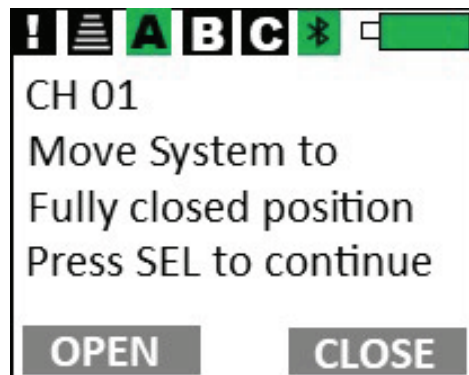 ! A B C
CH 01
Move System to
Fully closed position
Press SEL to continue
OPEN CLOSE